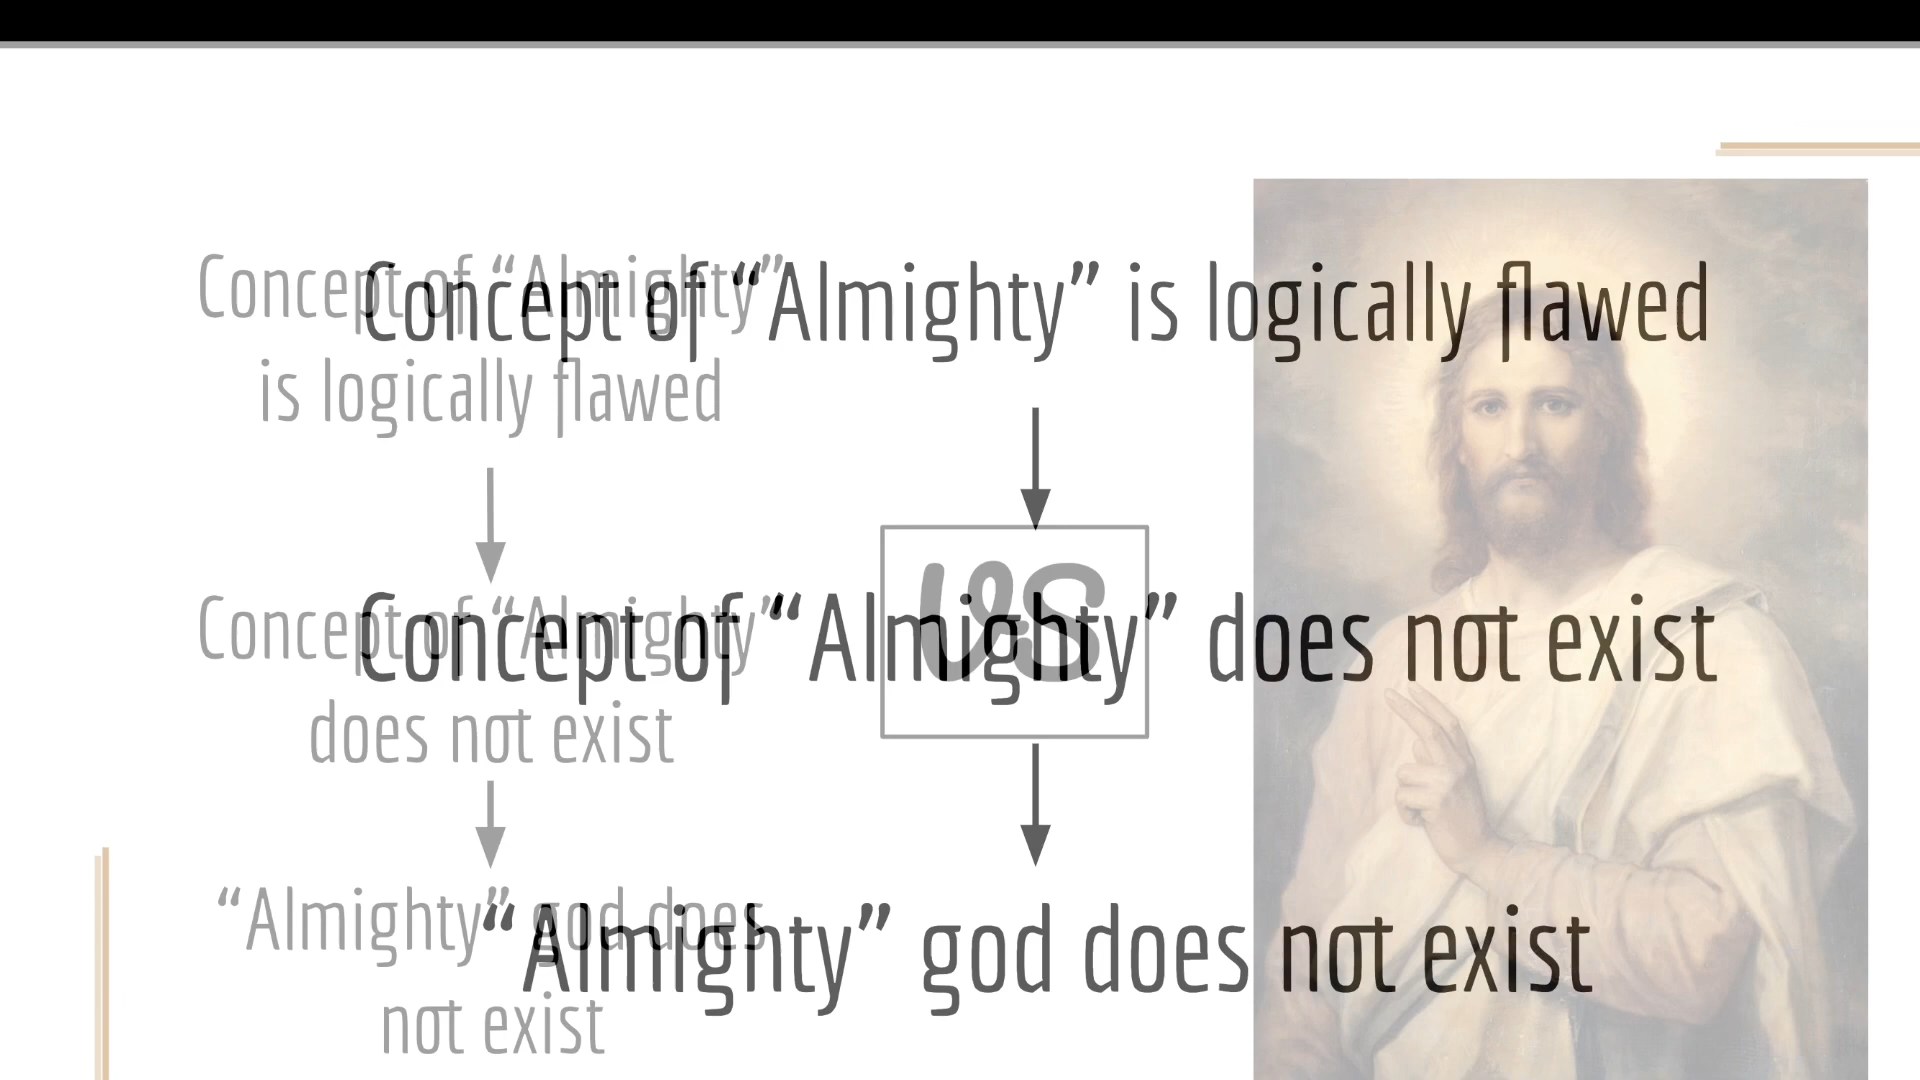 Concept of “Almighty”
is logically flawed
Concept of “Almighty”
does not exist
“Almighty” god does
not exist
Concept of “Almighty” is logically flawed
Concept of “Almighty” does not exist
“Almighty” god does not exist
VS